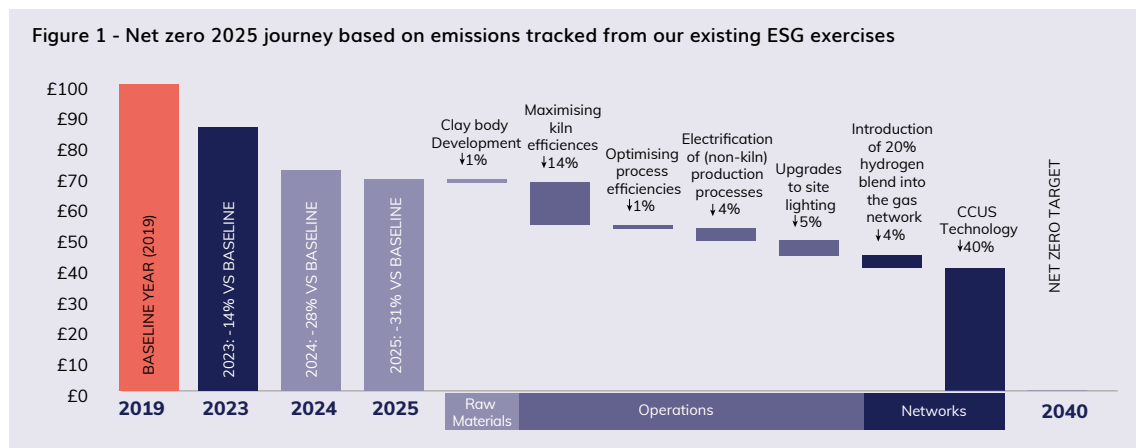 Figure 1 - Net zero 2025 journey based on emissions tracked from our existing ESG exercises
£100
£90
£80
£70
£60
£50
£40
£30
£20
£10
£0
BASELINE YEAR (2019)
2023: -14% VS BASELINE
2024: -28% VS BASELINE
2025: -31% VS BASELINE
Clay body
Development
↓1%
Maximising
kiln
efficiences
↓14%
Optimising
process
efficiencies
↓1%
Electrification
of (non-kiln)
production
processes
↓4%
Upgrades
to site
lighting
↓5%
Introduction
of 20%
hydrogen
blend into
the gas
network
↓4%
CCUS
Technology
↓40%
NET ZERO TARGET
2019
2023
2024
2025
Raw
Materials
Operations
Networks
2040